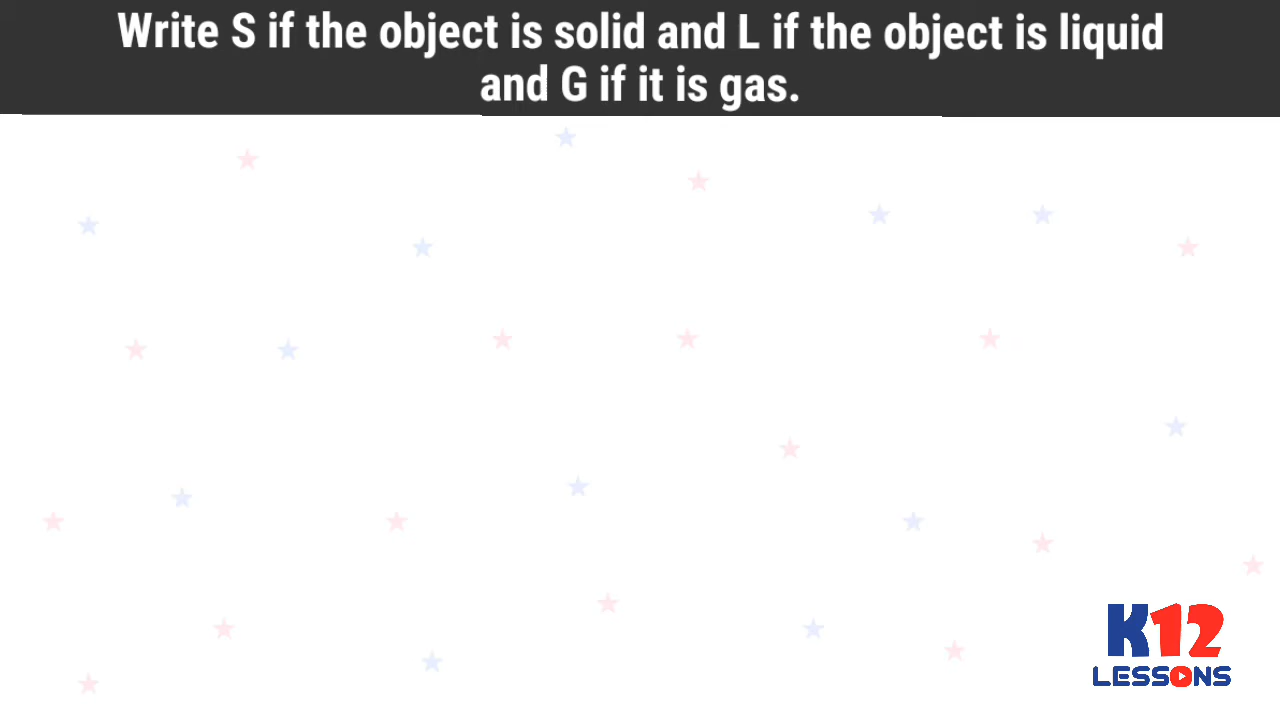 Write S if the object is solid and L if the object is liquid
and G if it is gas.
K12
LESSONS